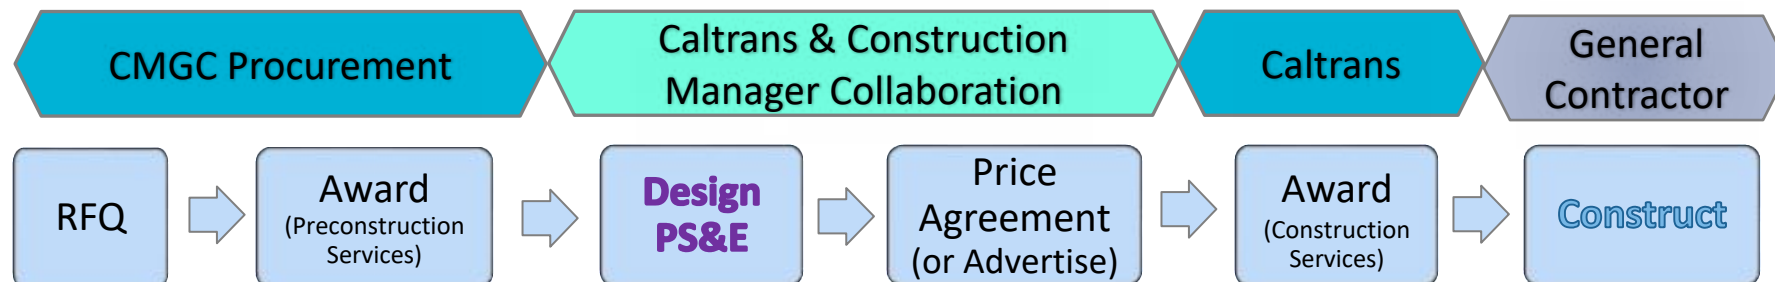 CMGC Procurement
Caltrans & Construction
Manager Collaboration
Caltrans
General
Contractor
RFQ
Award
(Preconstruction
Services)
Design
PS&E
Price
Agreement
(or Advertise)
Award
(Construction
Services)
Construct